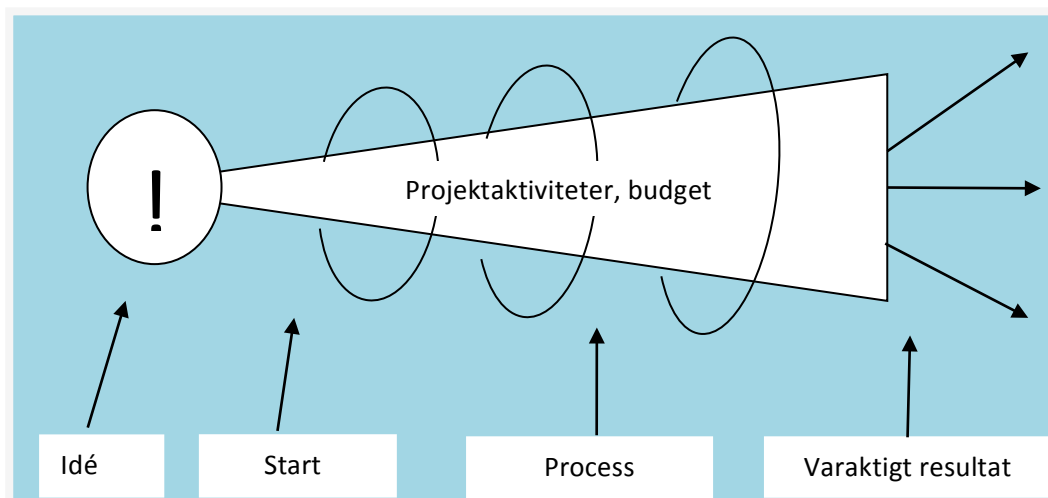 !
Projektaktiviteter, budget
Idé
Start
Process
Varaktigt resultat